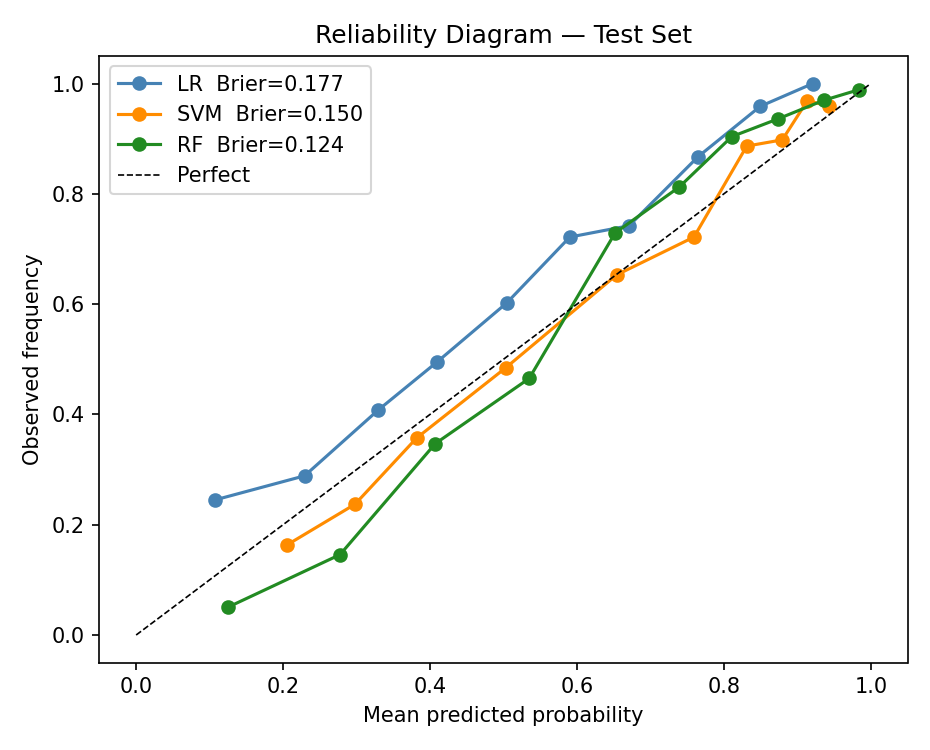 Reliability Diagram — Test Set
LR  Brier=0.177
SVM  Brier=0.150
RF  Brier=0.124
Perfect
Observed frequency
1.0
0.8
0.6
0.4
0.2
0.0
0.0 0.2 0.4 0.6 0.8 1.0
Mean predicted probability